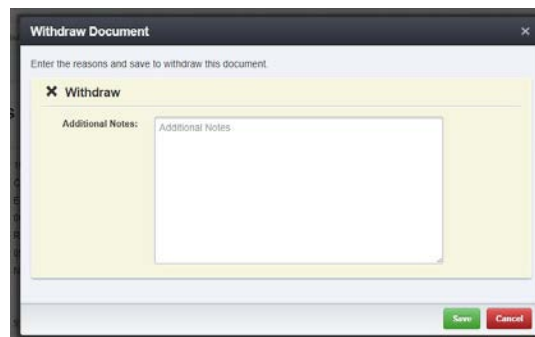 Withdraw Document
Enter the reasons and save to withdraw this document.
Withdraw
Additional Notes:
Additional Notes
Save
Cancel